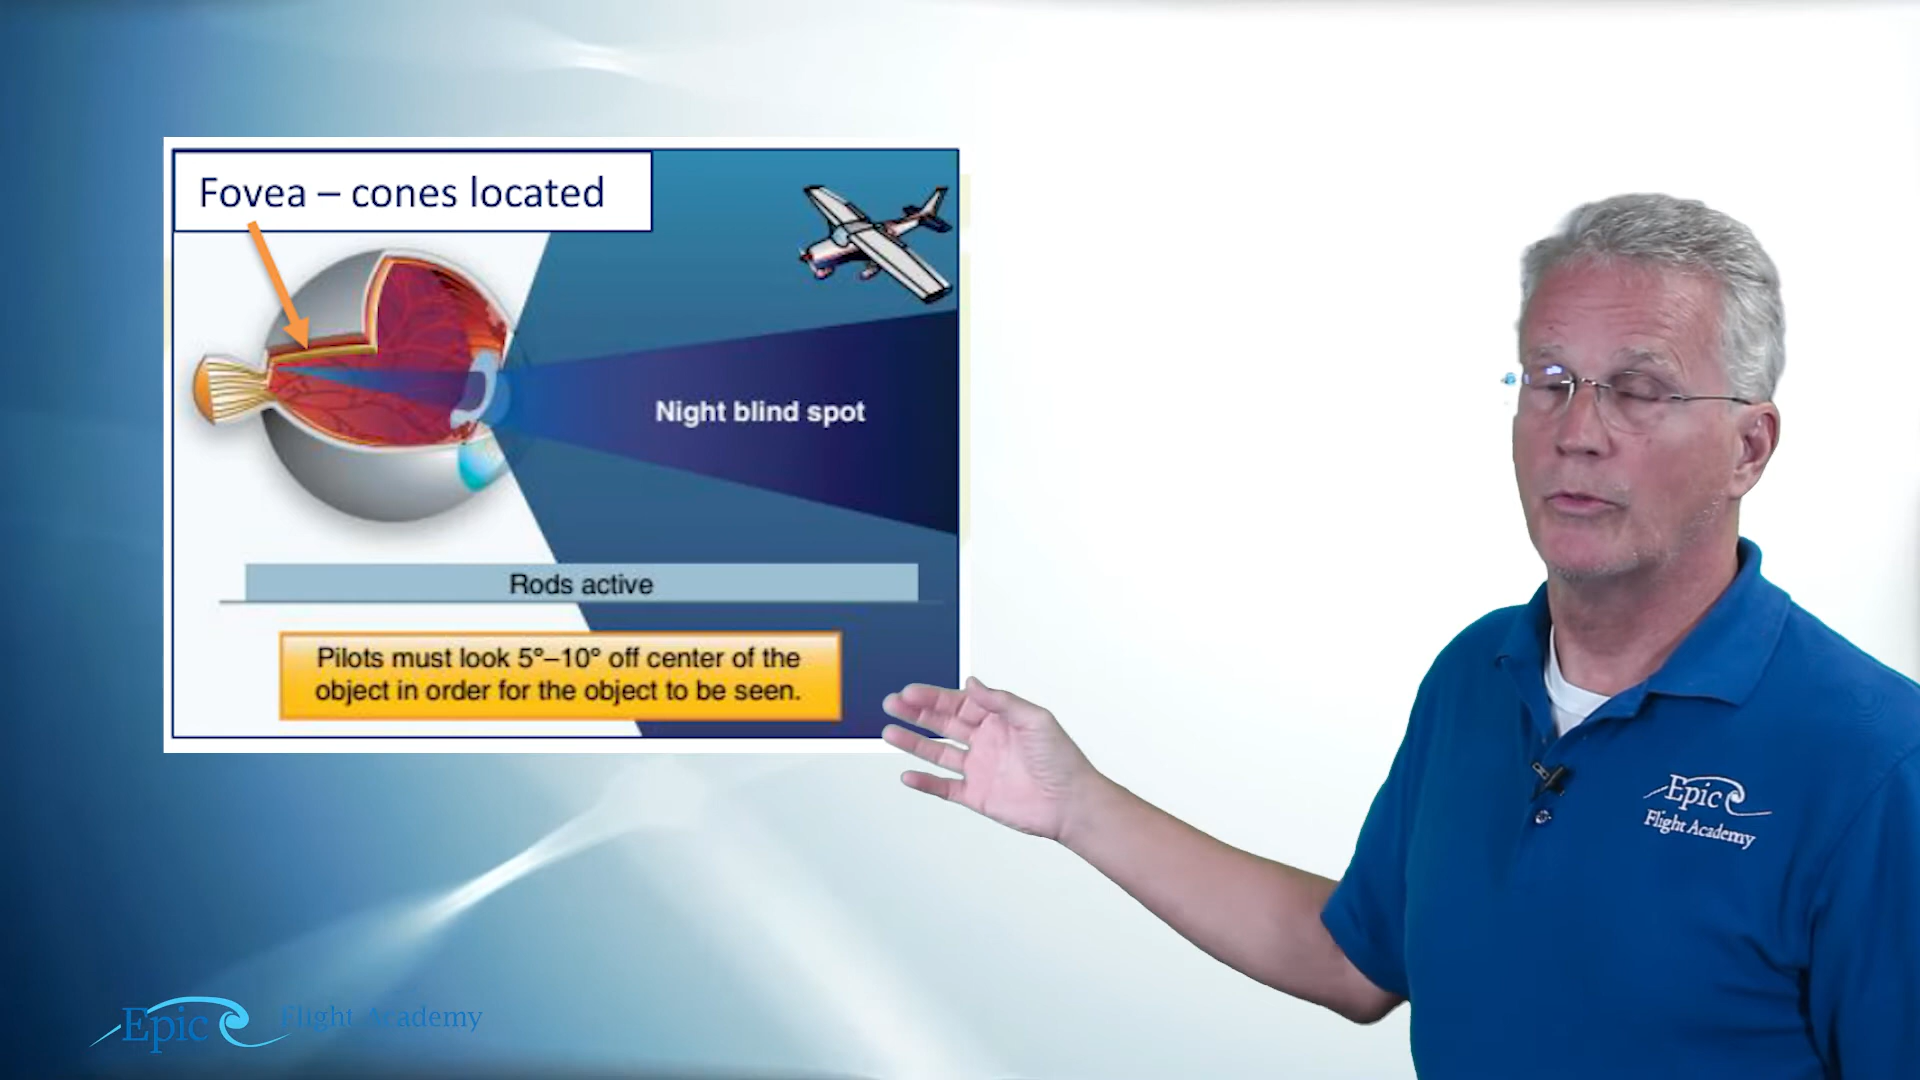 Fovea – cones located
Night blind spot
Rods active
Pilots must look 5°–10° off center of the
object in order for the object to be seen.
Epic
Flight Academy
Epic Flight Academy